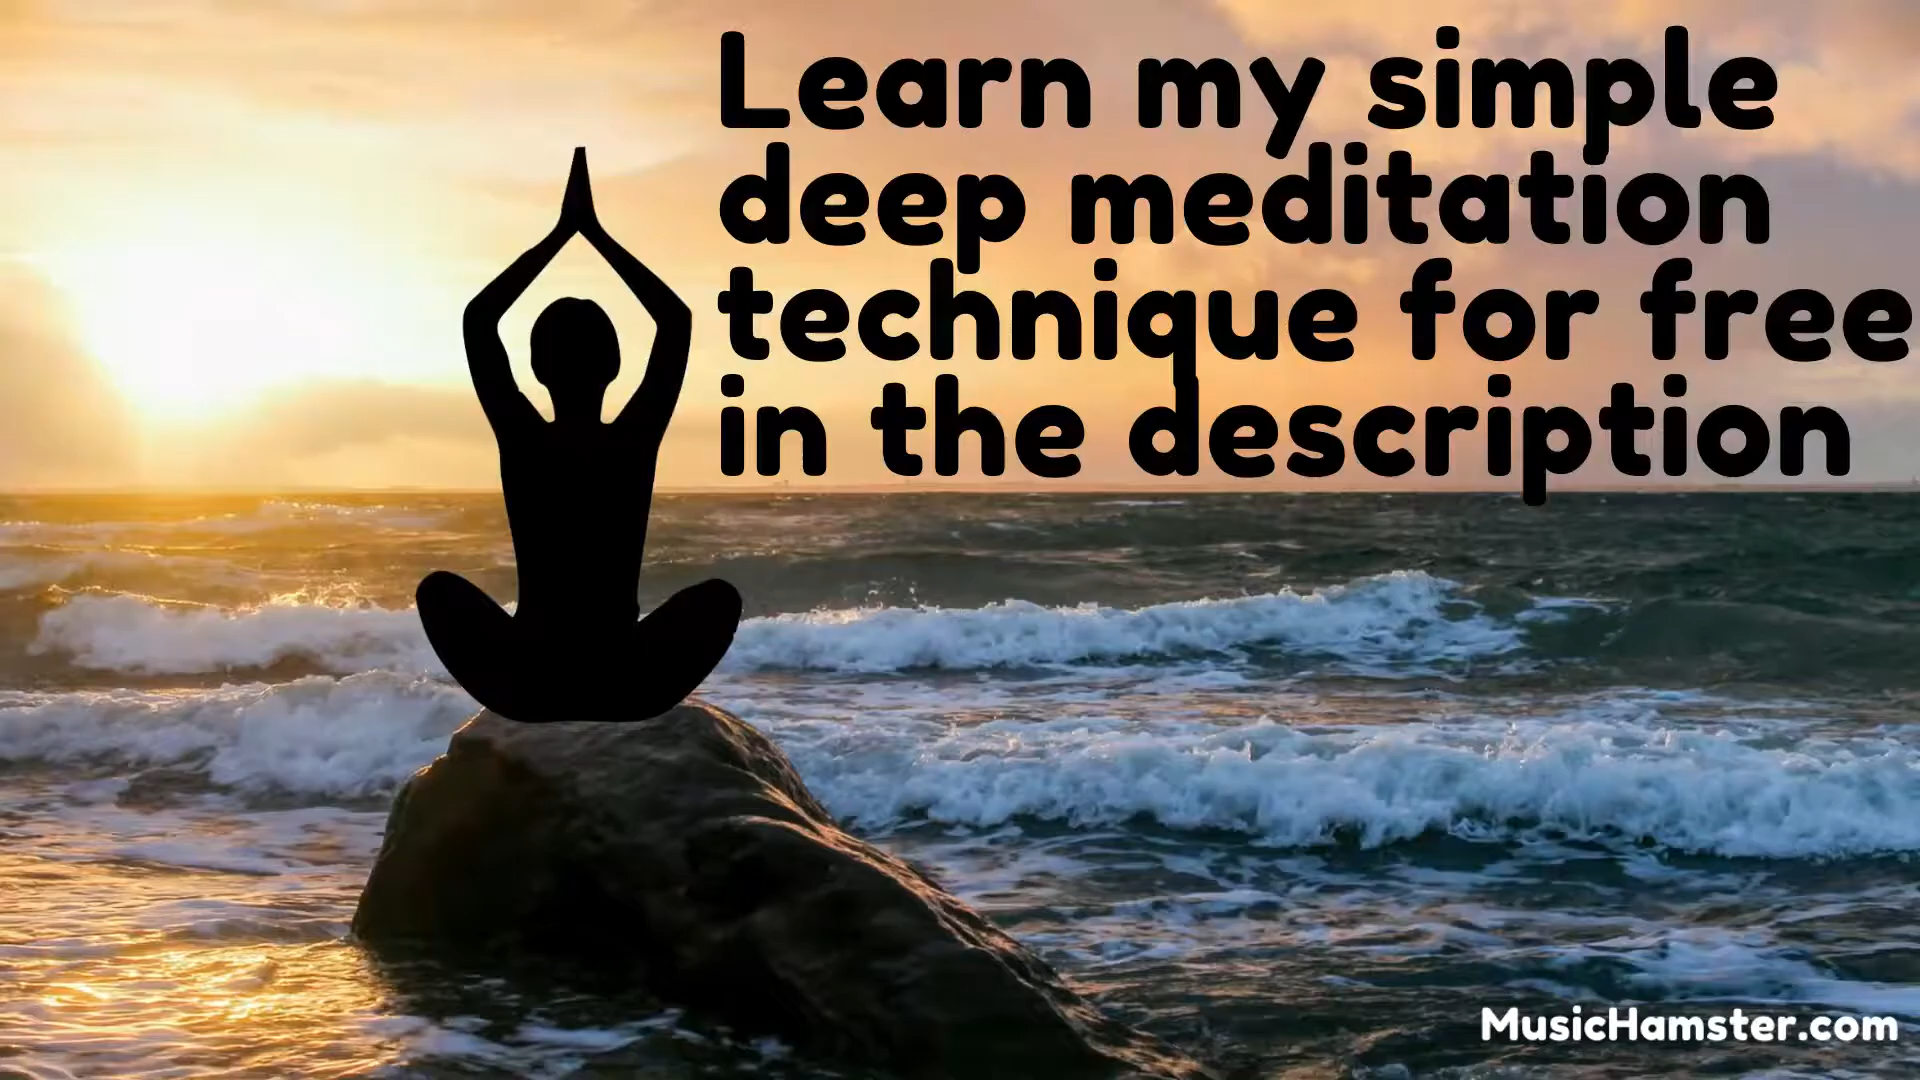 Learn my simple
deep meditation
technique for free
in the description
MusicHamster.com